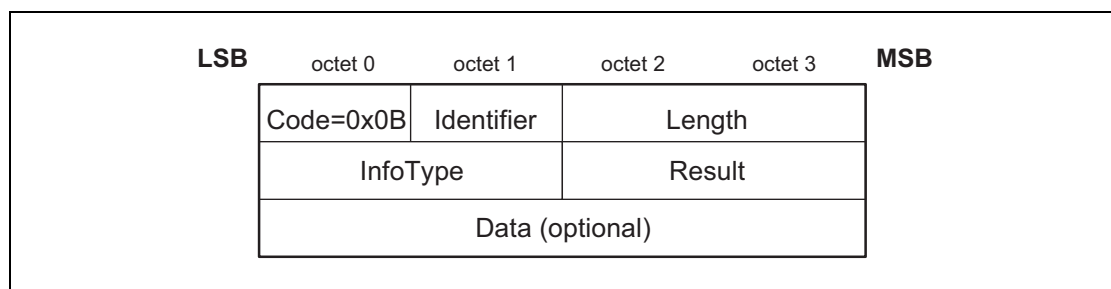 LSB octet 0 octet 1 octet 2 octet 3 MSB
Code=0x0B Identifier Length
InfoType Result
Data (optional)